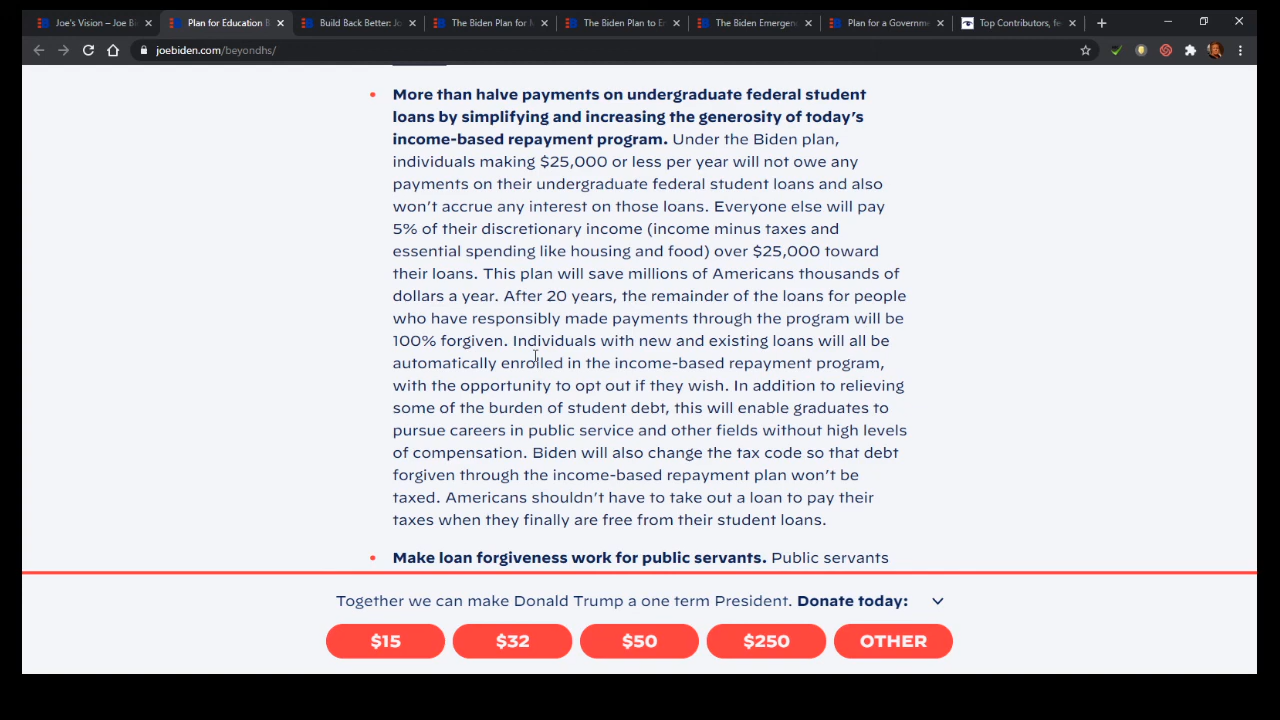 Joe's Vision – Joe Bi
Plan for Education B
Build Back Better: Jo
The Biden Plan for M
The Biden Plan to E
The Biden Emergenc
Plan for a Governme
Top Contributors, fe
joebiden.com/beyondhs/
More than halve payments on undergraduate federal student
loans by simplifying and increasing the generosity of today’s
income-based repayment program. Under the Biden plan,
individuals making $25,000 or less per year will not owe any
payments on their undergraduate federal student loans and also
won’t accrue any interest on those loans. Everyone else will pay
5% of their discretionary income (income minus taxes and
essential spending like housing and food) over $25,000 toward
their loans. This plan will save millions of Americans thousands of
dollars a year. After 20 years, the remainder of the loans for people
who have responsibly made payments through the program will be
100% forgiven. Individuals with new and existing loans will all be
automatically enrolled in the income-based repayment program,
with the opportunity to opt out if they wish. In addition to relieving
some of the burden of student debt, this will enable graduates to
pursue careers in public service and other fields without high levels
of compensation. Biden will also change the tax code so that debt
forgiven through the income-based repayment plan won’t be
taxed. Americans shouldn’t have to take out a loan to pay their
taxes when they finally are free from their student loans.
Make loan forgiveness work for public servants. Public servants
Together we can make Donald Trump a one term President. Donate today:
$15
$32
$50
$250
OTHER